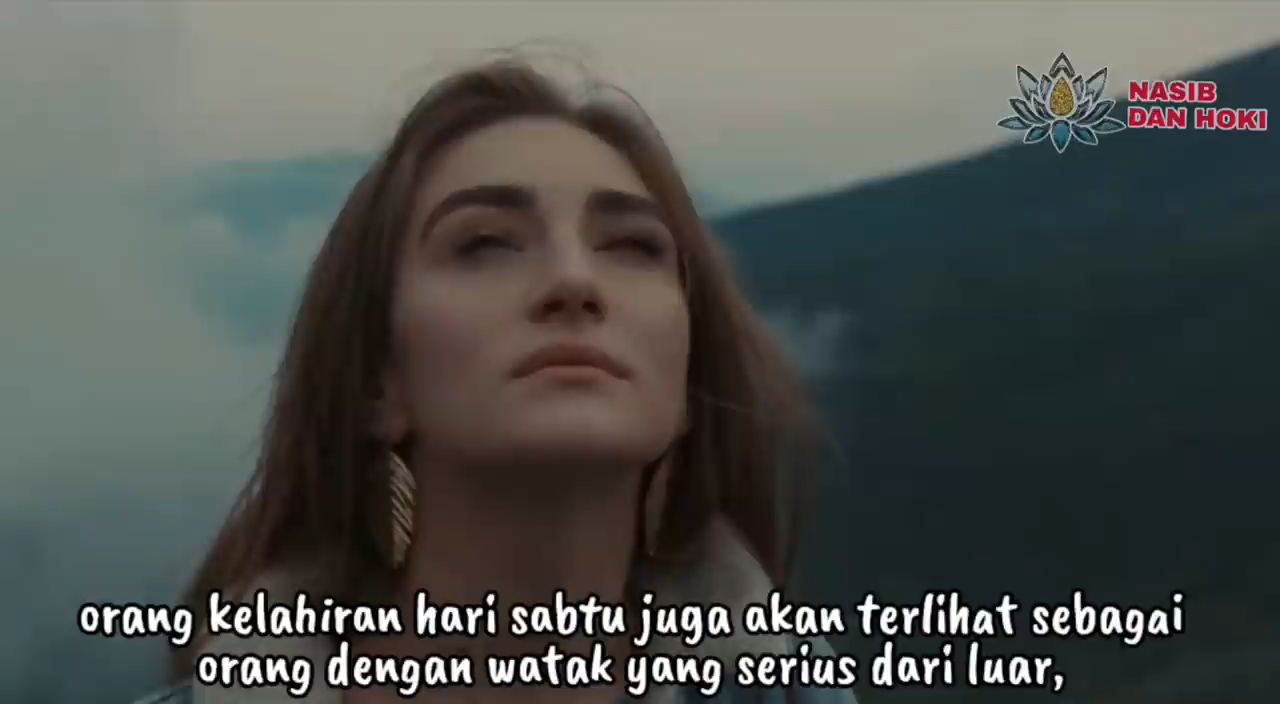 NASIB
DAN HOKI
orang kelahiran hari sabtu juga akan terlihat sebagai
orang dengan watak yang serius dari luar,